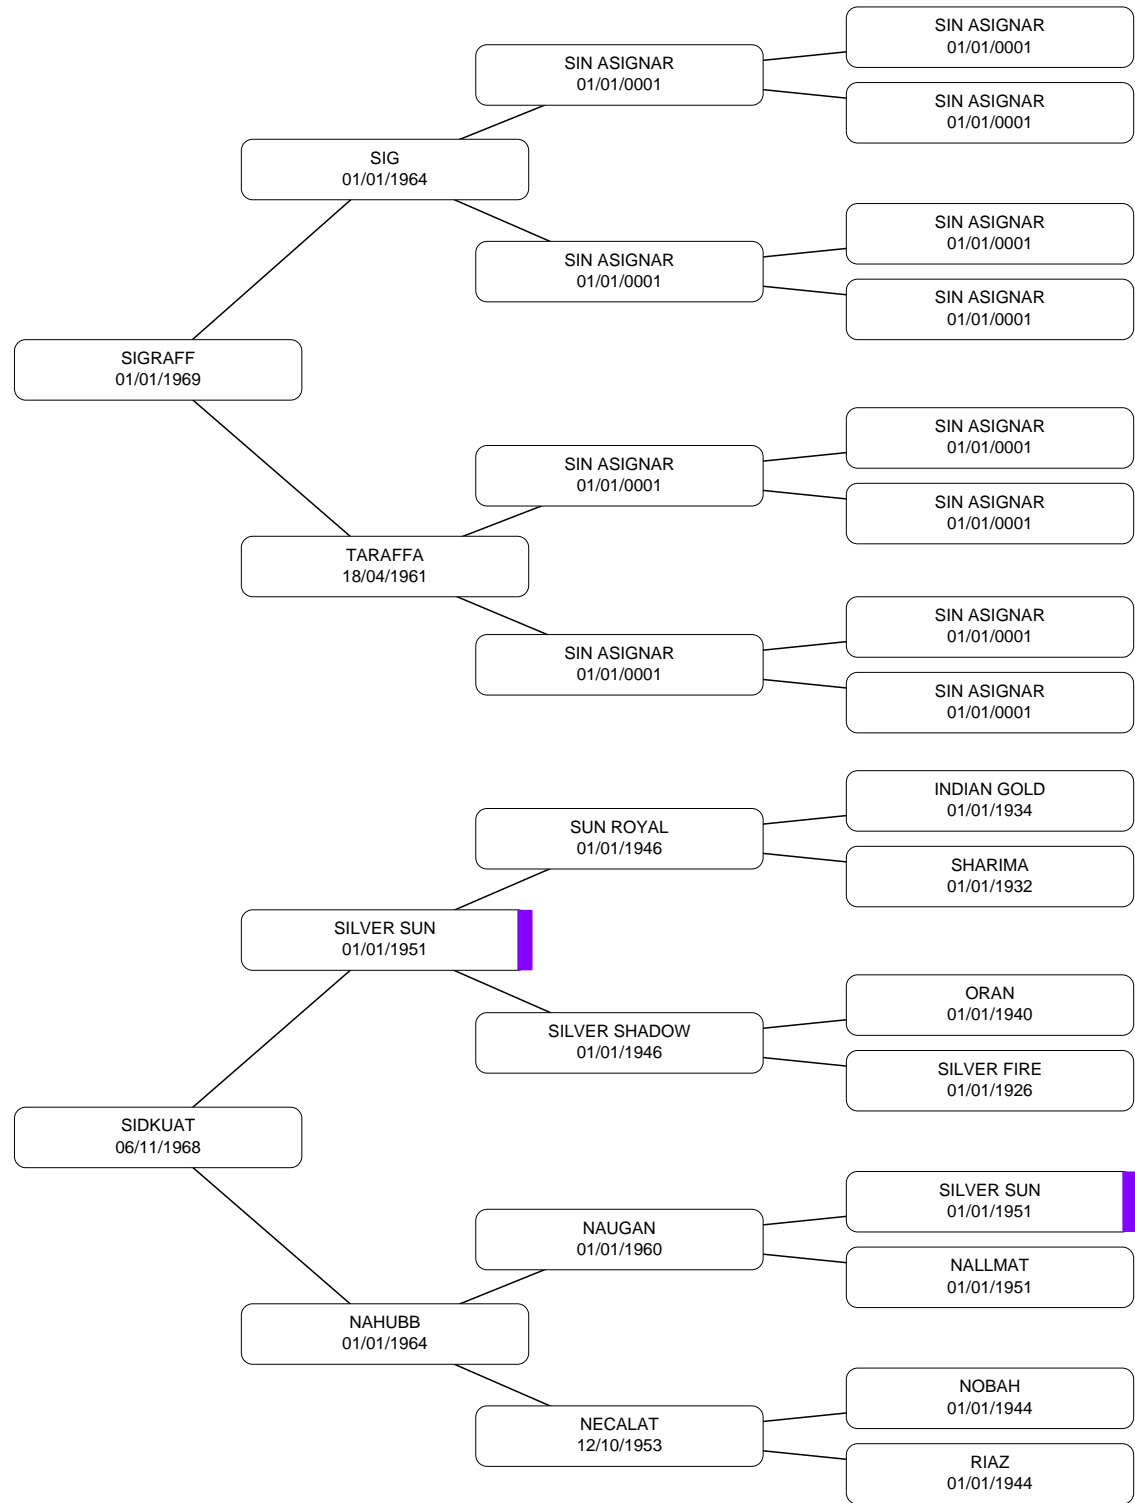 SIN ASIGNAR
01/01/0001
SIN ASIGNAR
01/01/0001
SIN ASIGNAR
01/01/0001
SIG
01/01/1964
SIN ASIGNAR
01/01/0001
SIN ASIGNAR
01/01/0001
SIN ASIGNAR
01/01/0001
SIGRAFF
01/01/1969
SIN ASIGNAR
01/01/0001
SIN ASIGNAR
01/01/0001
SIN ASIGNAR
01/01/0001
TARAFFA
18/04/1961
SIN ASIGNAR
01/01/0001
SIN ASIGNAR
01/01/0001
SIN ASIGNAR
01/01/0001
INDIAN GOLD
01/01/1934
SUN ROYAL
01/01/1946
SHARIMA
01/01/1932
SILVER SUN
01/01/1951
ORAN
01/01/1940
SILVER SHADOW
01/01/1946
SILVER FIRE
01/01/1926
SIDKUAT
06/11/1968
SILVER SUN
01/01/1951
NAUGAN
01/01/1960
NALLMAT
01/01/1951
NAHUBB
01/01/1964
NOBAH
01/01/1944
NECALAT
12/10/1953
RIAZ
01/01/1944